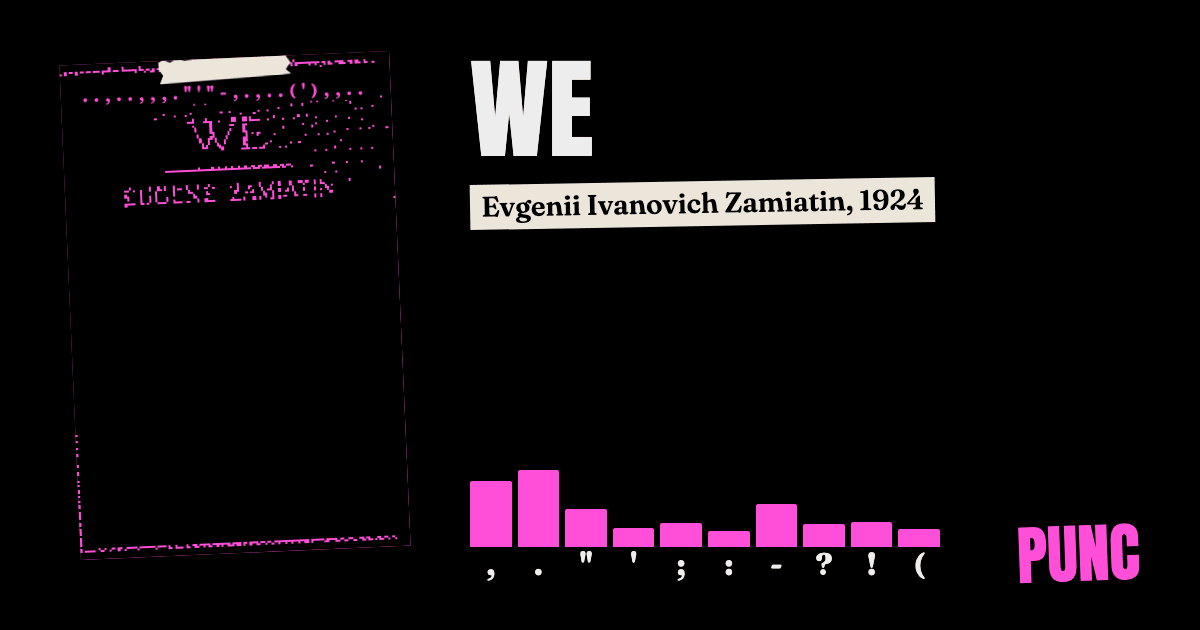 ..,..,,,."'"-,.,..('),,..
WE
EUGENE ZAMIATIN
WE
Evgenii Ivanovich Zamiatin, 1924
, . " ' ; : - ? ! (
PUNC